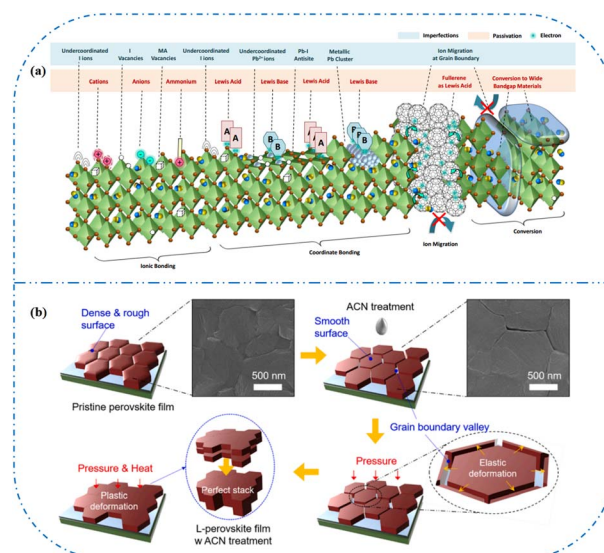 Imperfections
Passivation
Electron
Undercoordinated
I ions
I
Vacancies
MA
Vacancies
Undercoordinated
I ions
Undercoordinated
Pb²⁺ ions
Pb-I
Antisite
Metallic
Pb Cluster
Ion Migration
at Grain Boundary
(a)
Cations
Anions
Ammonium
Lewis Acid
Lewis Base
Lewis Acid
Lewis Base
Fullerene
as Lewis Acid
Conversion to Wide
Bandgap Materials
A
A
B
B
A
A
B
B
Ionic Bonding
Coordinate Bonding
Ion Migration
Conversion
(b)
Dense & rough
surface
500 nm
Pristine perovskite film
ACN treatment
Smooth
surface
500 nm
Grain boundary valley
Pressure & Heat
Plastic
deformation
Perfect stack
L-perovskite film
w ACN treatment
Pressure
Elastic
deformation